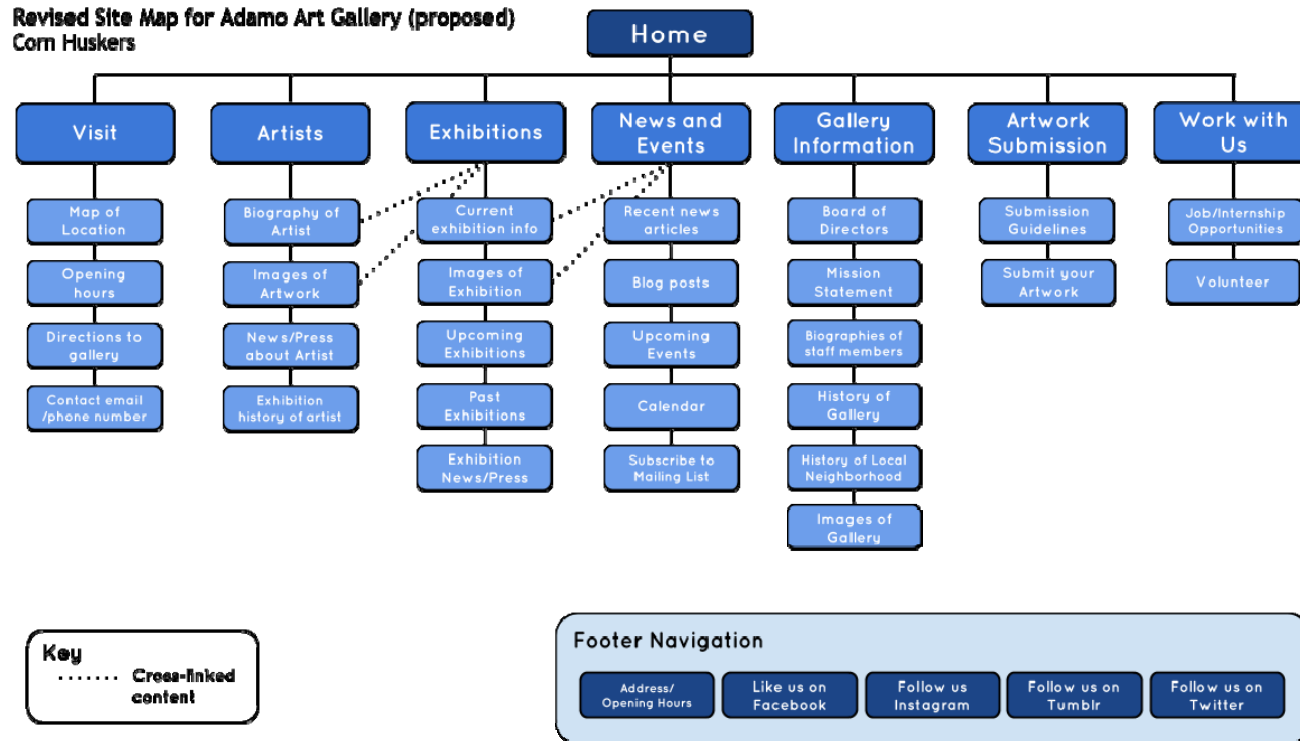 Revised Site Map for Adamo Art Gallery (proposed)
Corn Huskers
Home
Visit
Artists
Exhibitions
News and
Events
Gallery
Information
Artwork
Submission
Work with
Us
Map of
Location
Opening
hours
Directions to
gallery
Contact email
/phone number
Biography of
Artist
Images of
Artwork
News/Press
about Artist
Exhibition
history of artist
Current
exhibition info
Images of
Exhibition
Upcoming
Exhibitions
Past
Exhibitions
Exhibition
News/Press
Recent news
articles
Blog posts
Upcoming
Events
Calendar
Subscribe to
Mailing List
Board of
Directors
Mission
Statement
Biographies of
staff members
History of
Gallery
History of Local
Neighborhood
Images of
Gallery
Submission
Guidelines
Submit your
Artwork
Job/Internship
Opportunities
Volunteer
Key
Cross-linked
content
Footer Navigation
Address/
Opening Hours
Like us on
Facebook
Follow us
Instagram
Follow us on
Tumblr
Follow us on
Twitter